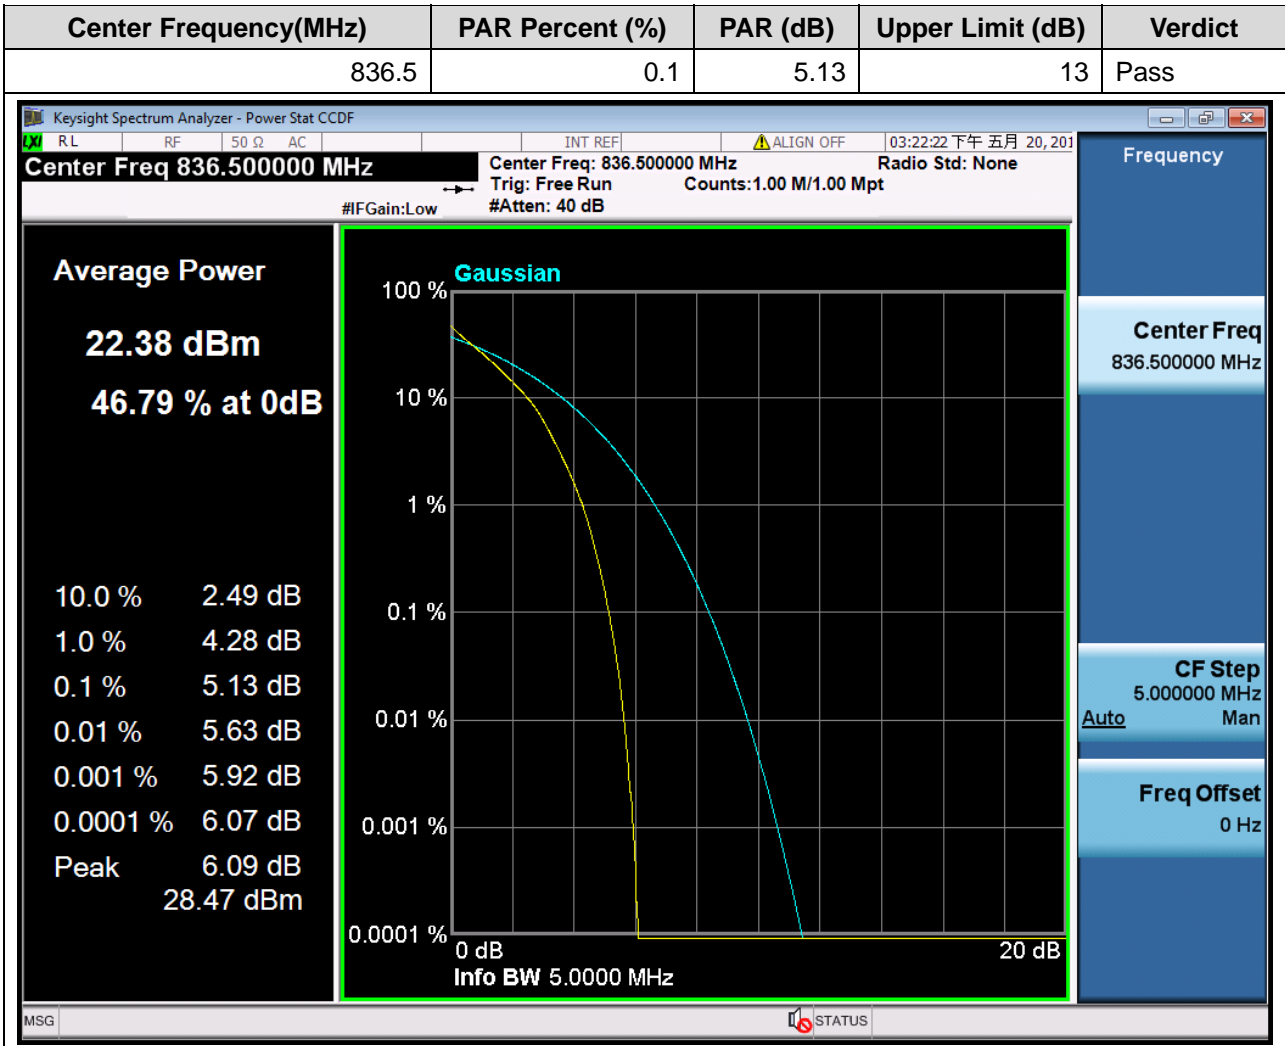 Center Frequency(MHz) PAR Percent (%) PAR (dB) Upper Limit (dB) Verdict
836.5 0.1 5.13 13 Pass
Keysight Spectrum Analyzer - Power Stat CCDF
LXI RL RF 50 Ω AC INT REF ALIGN OFF 03:22:22 下午 五月 20, 201
Center Freq 836.500000 MHz
#IFGain:Low
Center Freq: 836.500000 MHz Radio Std: None
Trig: Free Run Counts:1.00 M/1.00 Mpt
#Atten: 40 dB
Average Power
22.38 dBm
46.79 % at 0dB
10.0 % 2.49 dB
1.0 % 4.28 dB
0.1 % 5.13 dB
0.01 % 5.63 dB
0.001 % 5.92 dB
0.0001 % 6.07 dB
Peak 6.09 dB
28.47 dBm
Gaussian
100 %
10 %
1 %
0.1 %
0.01 %
0.001 %
0.0001 %
0 dB 20 dB
Info BW 5.0000 MHz
Frequency
Center Freq
836.500000 MHz
CF Step
5.000000 MHz
Auto Man
Freq Offset
0 Hz
MSG STATUS